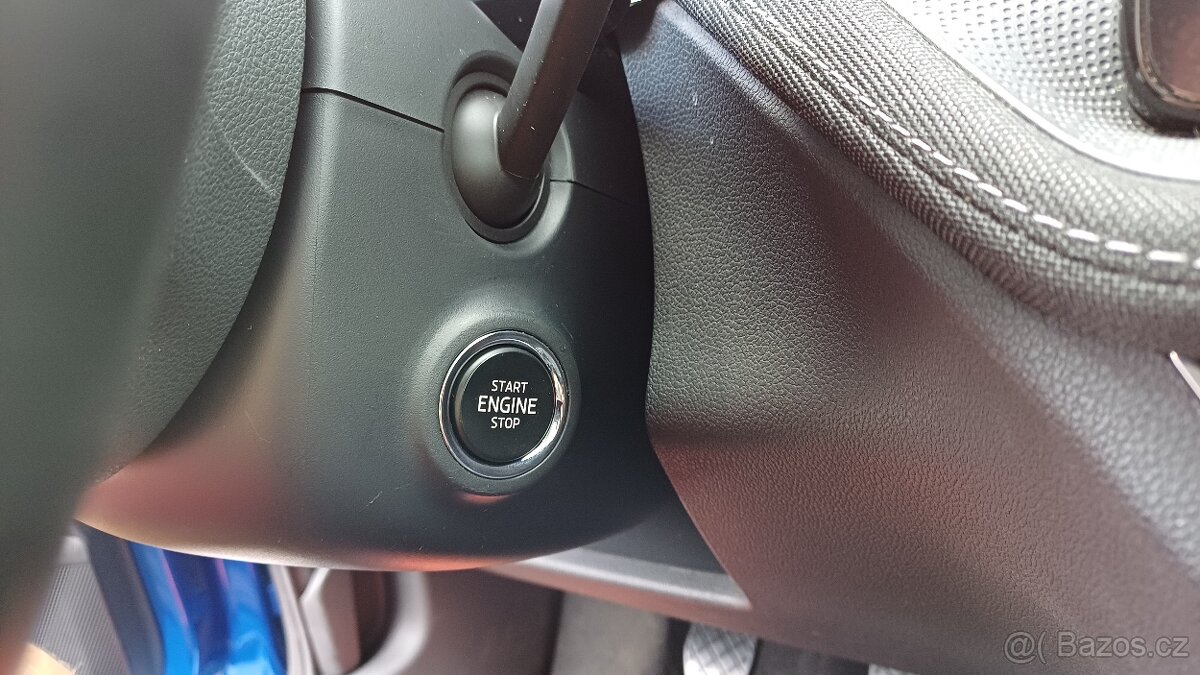 START
ENGINE
STOP
@( Bazos.cz